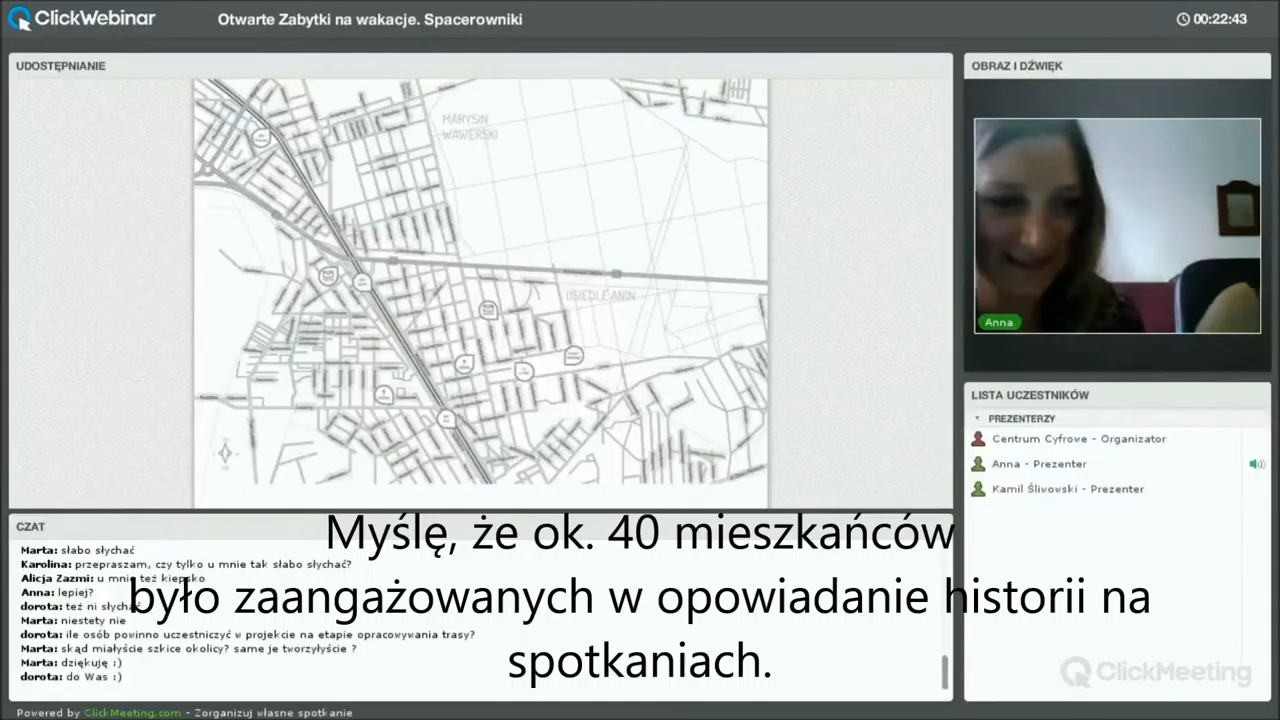 ClickWebinar
Otwarte Zabytki na wakacje. Spacerowniki
00:22:43
UDOSTĘPNIANIE
MARYSIN
WAWERSKI
OSIEDLE ANIN
OBRAZ I DŹWIĘK
Anna
LISTA UCZESTNIKÓW
PREZENTERZY
Centrum Cyfrowe - Organizator
Anna - Prezenter
Kamil Śliwowski - Prezenter
CZAT
Marta: słabo słychać
Karolina: przepraszam, czy tylko u mnie tak słabo słychać?
Alicja Zazmi: u mnie też kiepsko
Anna: lepiej?
dorota: też ni słychać
Marta: niestety nie
dorota: ile osób powinno uczestniczyć w projekcie na etapie opracowywania trasy?
Marta: skąd miałyście szkice okolicy? same je tworzyłyście ?
Marta: dziękuję :)
dorota: do Was :)
Myślę, że ok. 40 mieszkańców
było zaangażowanych w opowiadanie historii na
spotkaniach.
ClickMeeting
Powered by ClickMeeting.com - Zorganizuj własne spotkanie